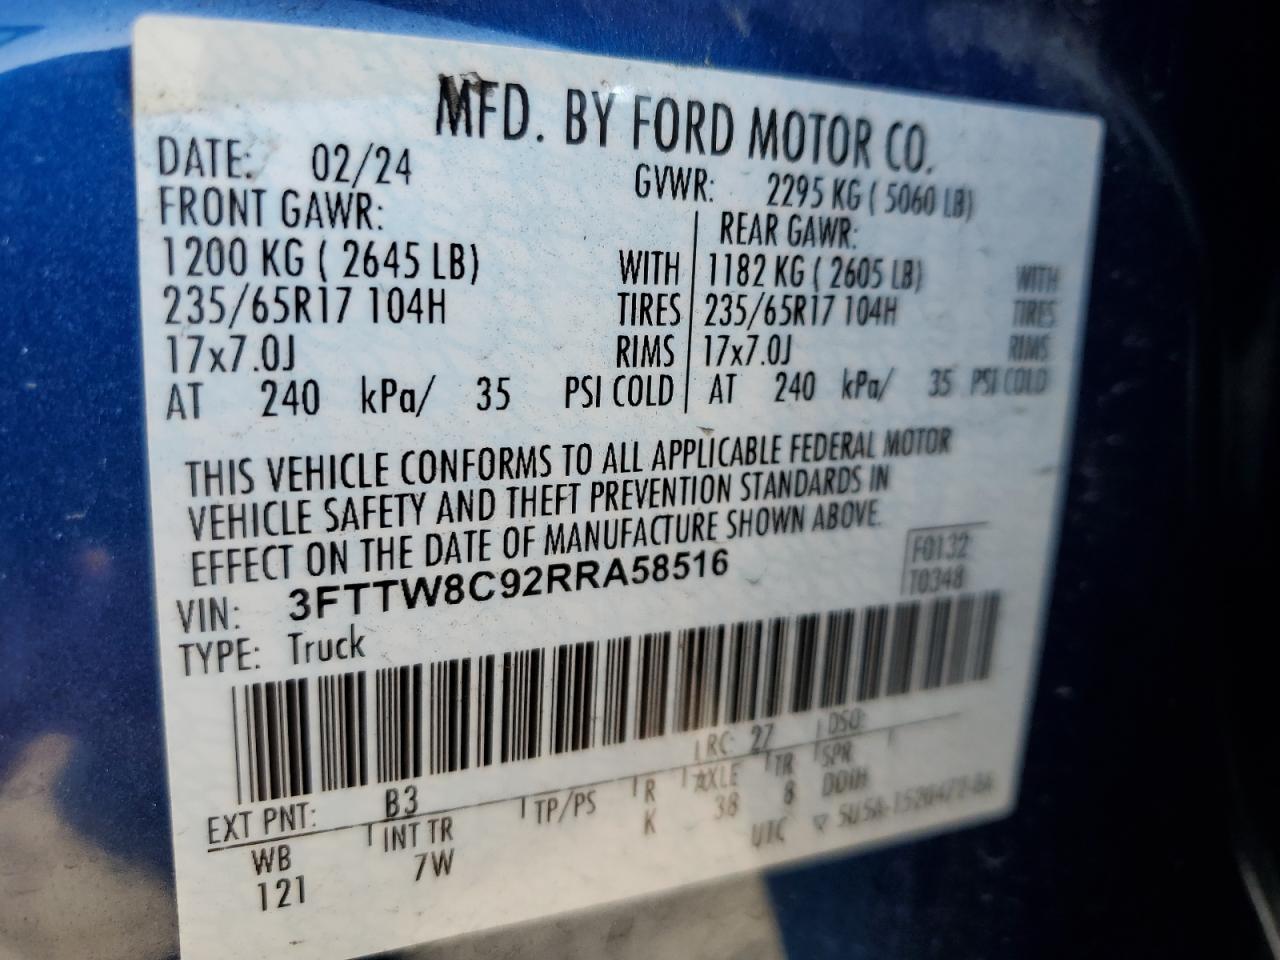 MFD. BY FORD MOTOR CO.
DATE: 02/24 GVWR: 2295 KG ( 5060 LB)
FRONT GAWR: REAR GAWR:
1200 KG ( 2645 LB) WITH 1182 KG ( 2605 LB) WITH
235/65R17 104H TIRES 235/65R17 104H TIRES
17x7.0J RIMS 17x7.0J RIMS
AT 240 kPa/ 35 PSI COLD AT 240 kPa/ 35 PSI COLD
THIS VEHICLE CONFORMS TO ALL APPLICABLE FEDERAL MOTOR
VEHICLE SAFETY AND THEFT PREVENTION STANDARDS IN
EFFECT ON THE DATE OF MANUFACTURE SHOWN ABOVE.
F0132
VIN: 3FTTW8C92RRA58516
T0348
TYPE: Truck
EXT PNT: B3 RC: 27 DSO:
WB INT TR TP/PS R AXLE TR SPR
121 7W K 38 8 DDIH
UTC